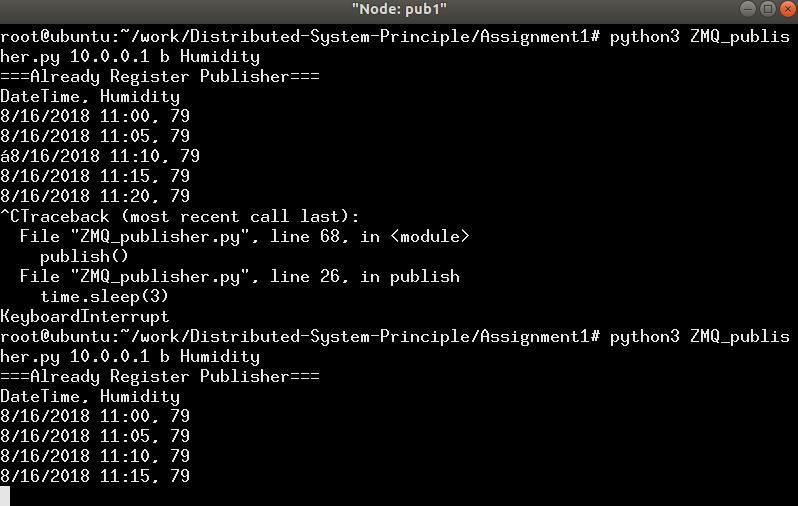 "Node: pub1"
root@ubuntu:~/work/Distributed-System-Principle/Assignment1# python3 ZMQ_publis
her.py 10.0.0.1 b Humidity
===Already Register Publisher===
DateTime, Humidity
8/16/2018 11:00, 79
8/16/2018 11:05, 79
á8/16/2018 11:10, 79
8/16/2018 11:15, 79
8/16/2018 11:20, 79
^CTraceback (most recent call last):
  File "ZMQ_publisher.py", line 68, in <module>
    publish()
  File "ZMQ_publisher.py", line 26, in publish
    time.sleep(3)
KeyboardInterrupt
root@ubuntu:~/work/Distributed-System-Principle/Assignment1# python3 ZMQ_publis
her.py 10.0.0.1 b Humidity
===Already Register Publisher===
DateTime, Humidity
8/16/2018 11:00, 79
8/16/2018 11:05, 79
8/16/2018 11:10, 79
8/16/2018 11:15, 79